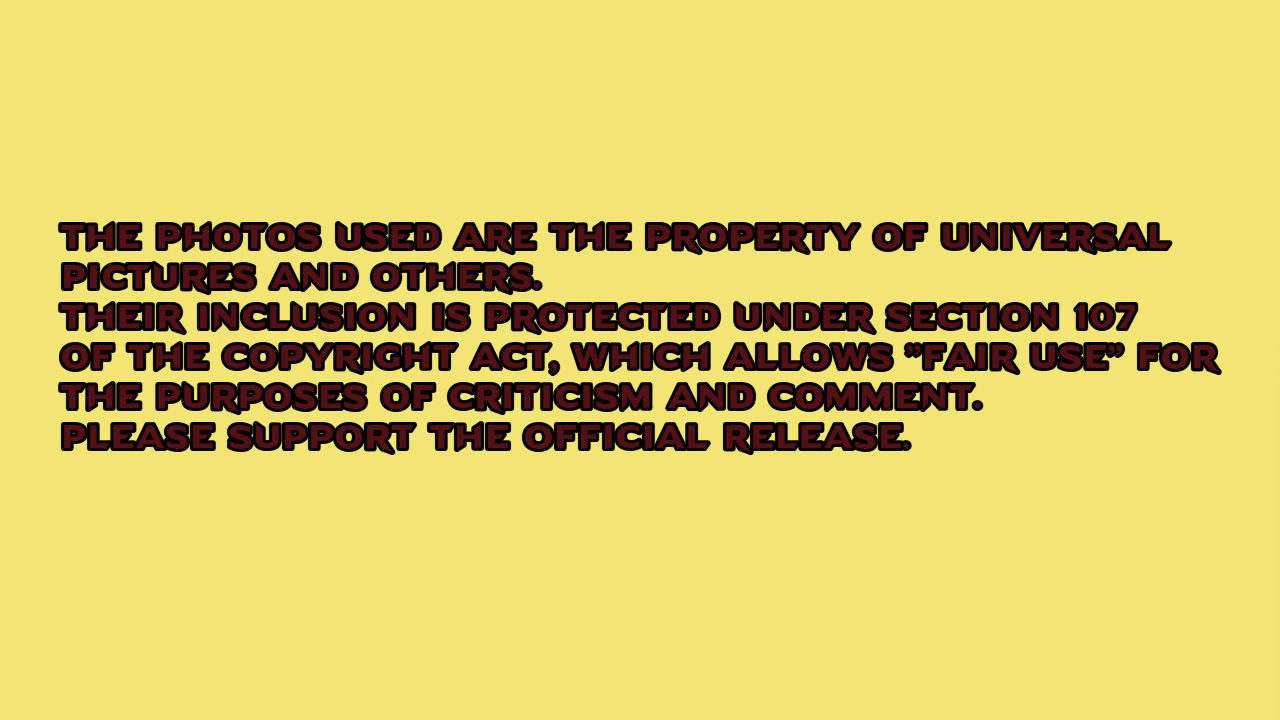 THE PHOTOS USED ARE THE PROPERTY OF UNIVERSAL
PICTURES AND OTHERS.
THEIR INCLUSION IS PROTECTED UNDER SECTION 107
OF THE COPYRIGHT ACT, WHICH ALLOWS ”FAIR USE” FOR
THE PURPOSES OF CRITICISM AND COMMENT.
PLEASE SUPPORT THE OFFICIAL RELEASE.